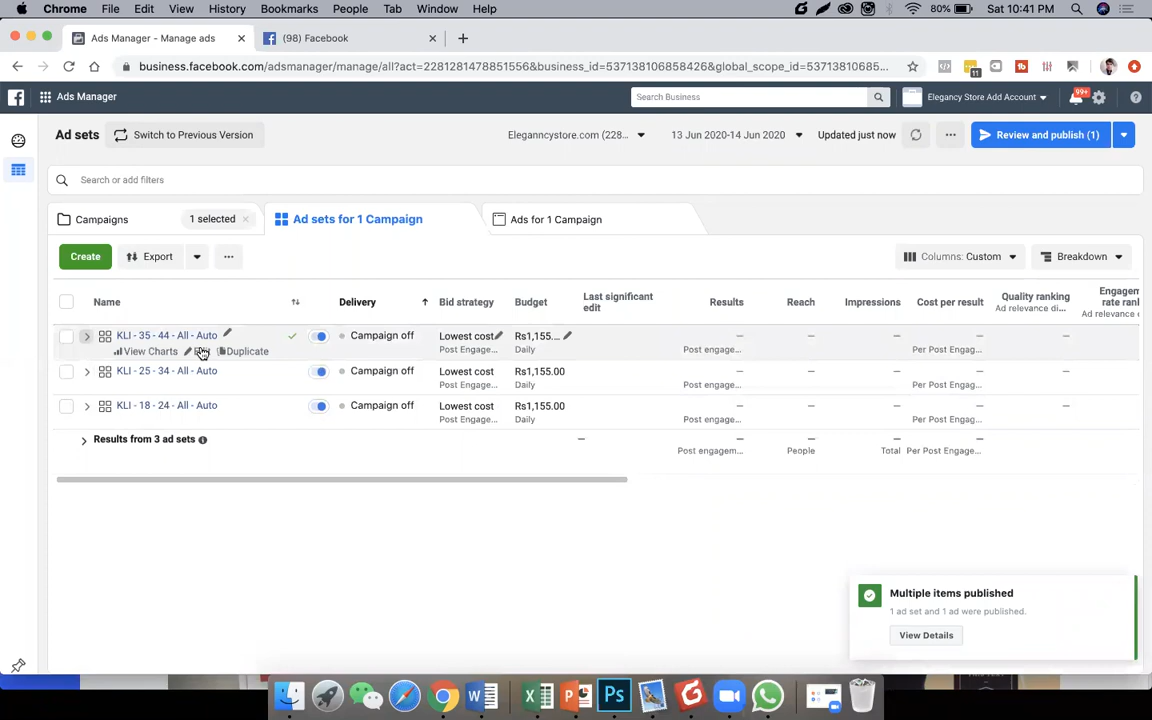 Chrome File Edit View History Bookmarks People Tab Window Help 80% Sat 10:41 PM
Ads Manager - Manage ads (98) Facebook
business.facebook.com/adsmanager/manage/all?act=2281281478851556&business_id=537138106858426&global_scope_id=53713810685...
11
Ads Manager Search Business Elegancy Store Add Account 99+
Ad sets Switch to Previous Version Eleganncystore.com (228... 13 Jun 2020-14 Jun 2020 Updated just now Review and publish (1)
Search or add filters
Campaigns 1 selected Ad sets for 1 Campaign Ads for 1 Campaign
Create Export Columns: Custom Breakdown
Name Delivery Bid strategy Budget Last significant edit Results Reach Impressions Cost per result Quality ranking Ad relevance di... Engagem rate rank Ad relevance d
KLI - 35 - 44 - All - Auto Campaign off Lowest cost Rs1,155.... — — — — —
View Charts Duplicate Post Engage... Daily Post engage... Per Post Engag...
KLI - 25 - 34 - All - Auto Campaign off Lowest cost Rs1,155.00 — — — — —
Post Engage... Daily Post engage... Per Post Engag...
KLI - 18 - 24 - All - Auto Campaign off Lowest cost Rs1,155.00 — — — — —
Post Engage... Daily Post engage... Per Post Engag...
Results from 3 ad sets — — — — —
Post engagem... People Total Per Post Engage...
Multiple items published
1 ad set and 1 ad were published.
View Details